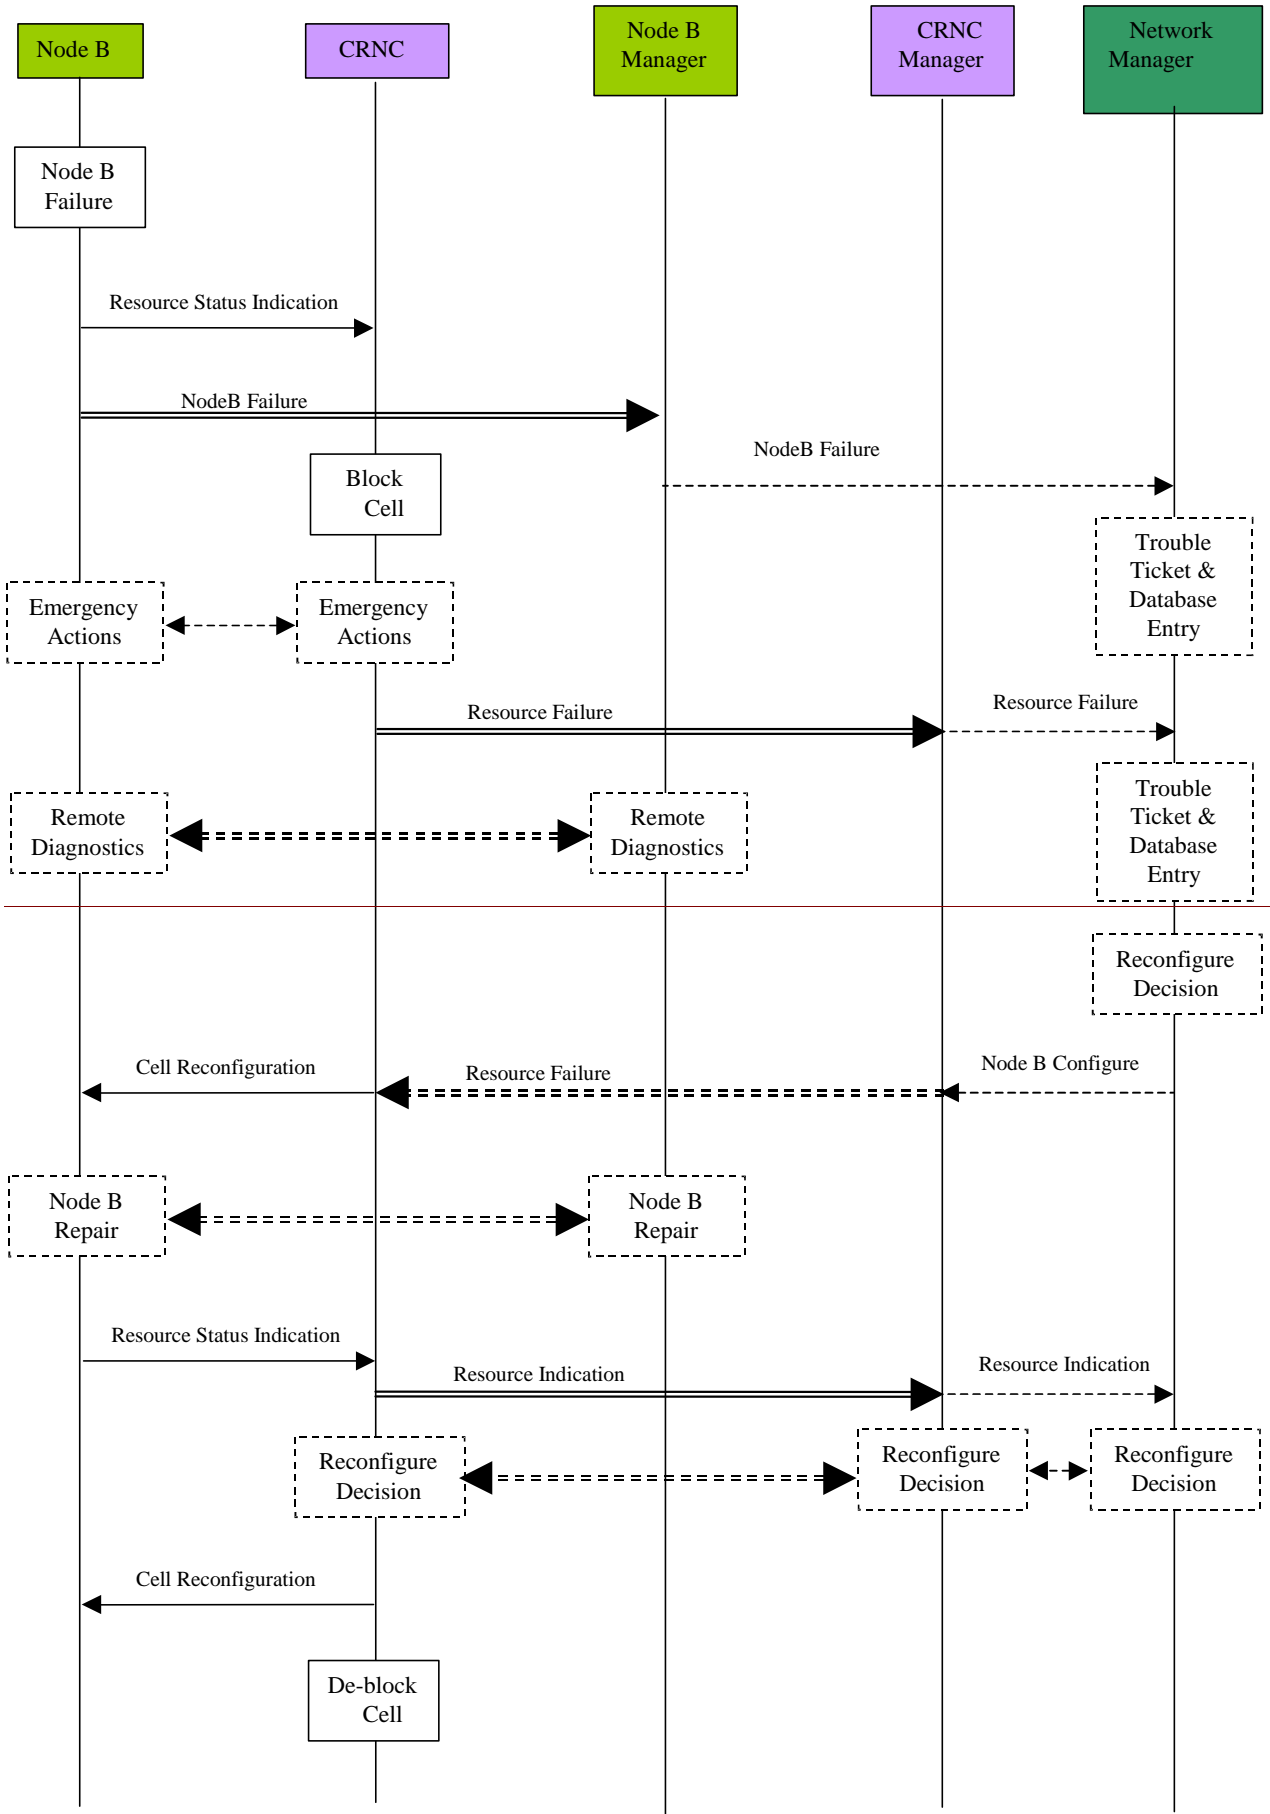 Node B
CRNC
Node B
Manager
CRNC
Manager
Network
Manager
Node B
Failure
Resource Status Indication
NodeB Failure
NodeB Failure
Block
Cell
Trouble
Ticket &
Database
Entry
Emergency
Actions
Emergency
Actions
Resource Failure
Resource Failure
Remote
Diagnostics
Remote
Diagnostics
Trouble
Ticket &
Database
Entry
Reconfigure
Decision
Cell Reconfiguration
Resource Failure
Node B Configure
Node B
Repair
Node B
Repair
Resource Status Indication
Resource Indication
Resource Indication
Reconfigure
Decision
Reconfigure
Decision
Reconfigure
Decision
Cell Reconfiguration
De-block
Cell